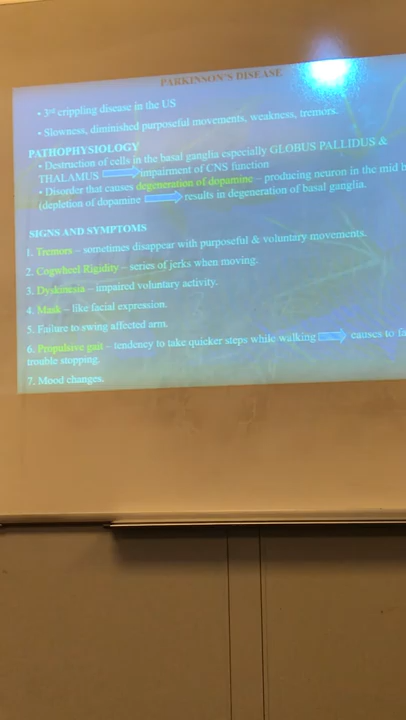 PARKINSON'S DISEASE
• 3rd crippling disease in the US
• Slowness, diminished purposeful movements, weakness, tremors.
PATHOPHYSIOLOGY
• Destruction of cells in the basal ganglia especially GLOBUS PALLIDUS &
THALAMUS impairment of CNS function
• Disorder that causes degeneration of dopamine – producing neuron in the mid b
(depletion of dopamine results in degeneration of basal ganglia.
SIGNS AND SYMPTOMS
1. Tremors – sometimes disappear with purposeful & voluntary movements.
2. Cogwheel Rigidity – series of jerks when moving.
3. Dyskinesia – impaired voluntary activity.
4. Mask – like facial expression.
5. Failure to swing affected arm.
6. Propulsive gait – tendency to take quicker steps while walking causes to fa
trouble stopping.
7. Mood changes.